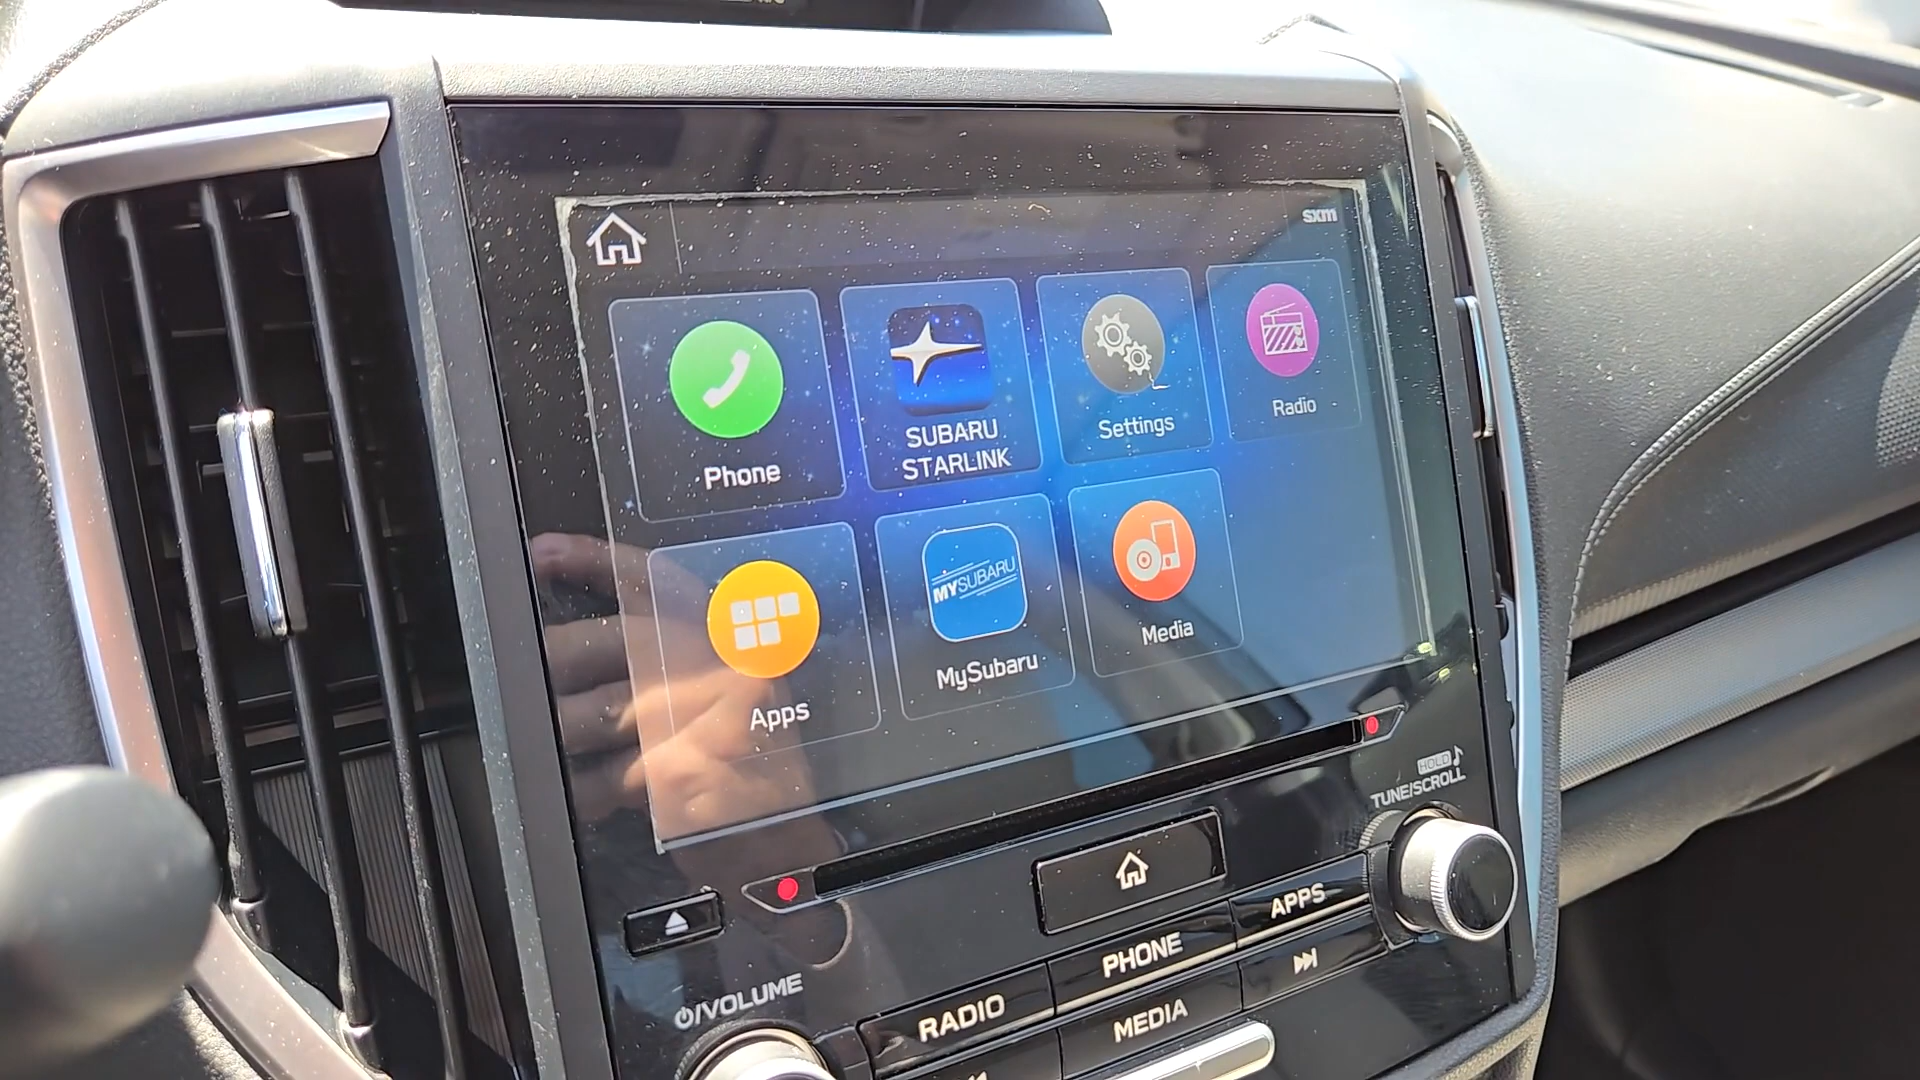 sxm
Phone
SUBARU
STARLINK
Settings
Radio
Apps
MYSUBARU
MySubaru
Media
HOLD
TUNE/SCROLL
APPS
PHONE
/VOLUME
RADIO
MEDIA